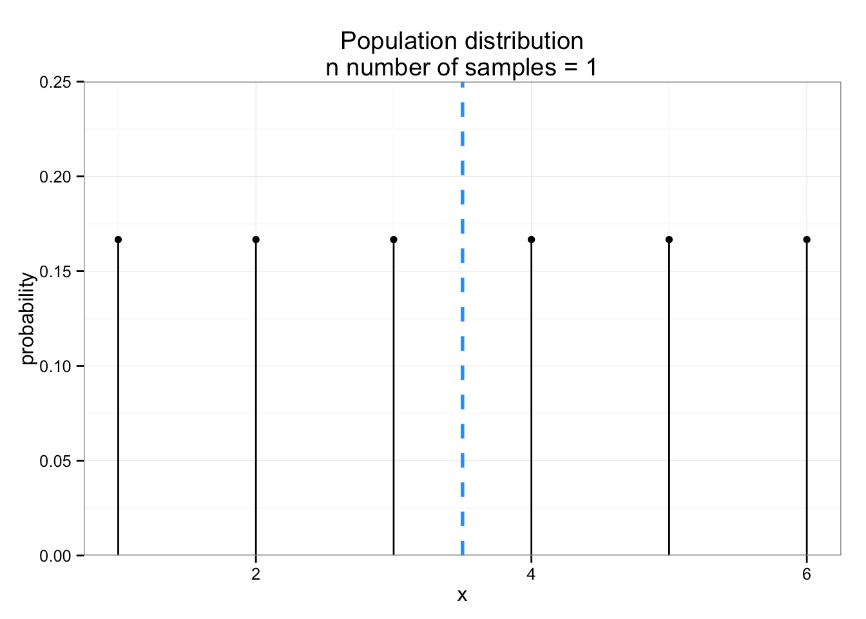 Population distribution
n number of samples = 1
0.25
0.20
0.15
0.10
0.05
0.00
probability
2 4 6
x